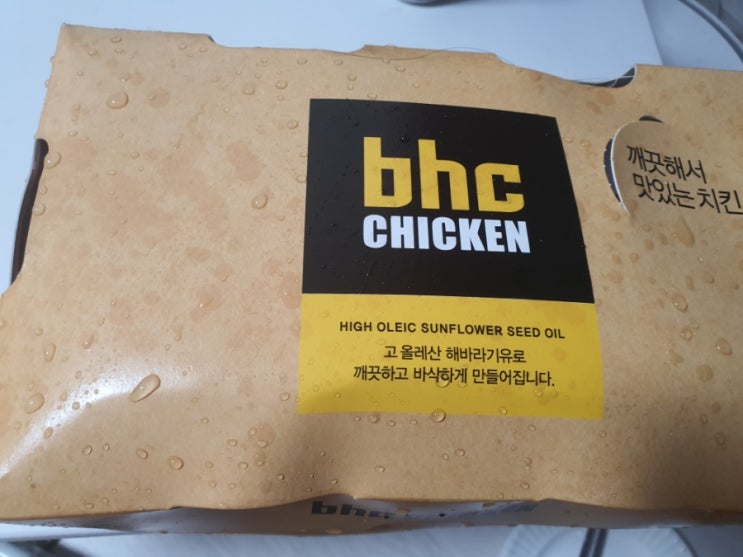 bhc
CHICKEN
HIGH OLEIC SUNFLOWER SEED OIL
고 올레산 해바라기유로
깨끗하고 바삭하게 만들어집니다.
깨끗해서
맛있는 치킨
bhc